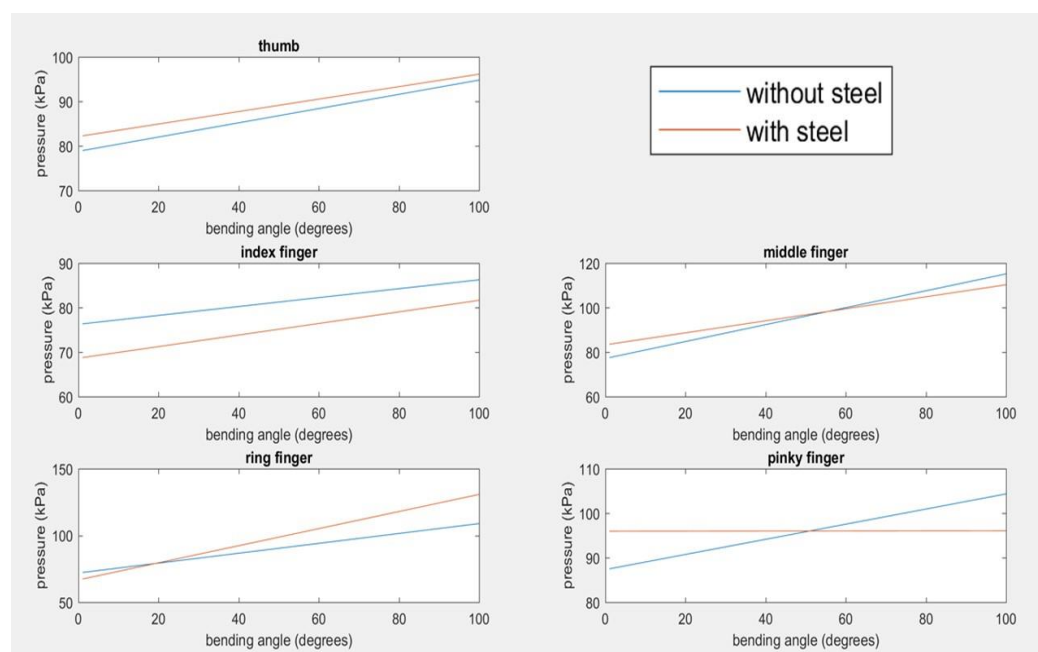 thumb
100
90
80
70
pressure (kPa)
0 20 40 60 80 100
bending angle (degrees)
without steel
with steel
index finger
90
80
70
60
pressure (kPa)
0 20 40 60 80 100
bending angle (degrees)
middle finger
120
100
80
60
pressure (kPa)
0 20 40 60 80 100
bending angle (degrees)
ring finger
150
100
50
pressure (kPa)
0 20 40 60 80 100
bending angle (degrees)
pinky finger
110
100
90
80
pressure (kPa)
0 20 40 60 80 100
bending angle (degrees)